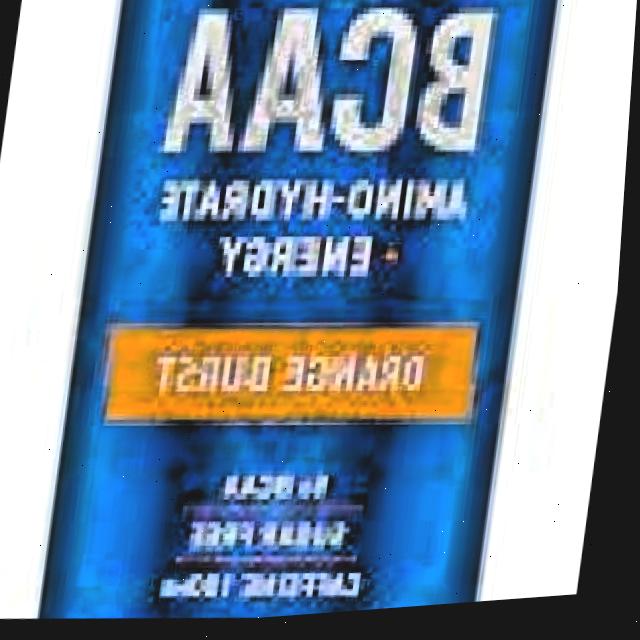 BCAA
AMINO-HYDRATE
+ ENERGY
ORANGE BURST
BCAA
SUGAR FREE
CAFFEINE